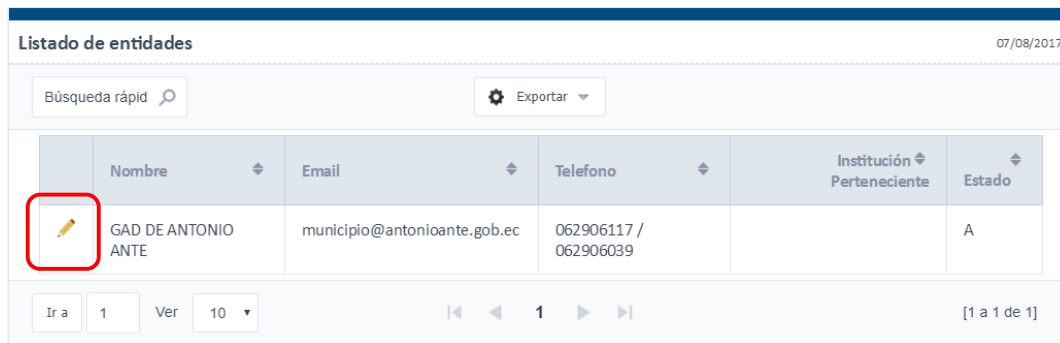 Listado de entidades 07/08/2017
Búsqueda rápid Exportar
Nombre Email Telefono Institución Perteneciente Estado
GAD DE ANTONIO ANTE municipio@antonioante.gob.ec 062906117 / 062906039 A
Ir a 1 Ver 10 1 [1 a 1 de 1]